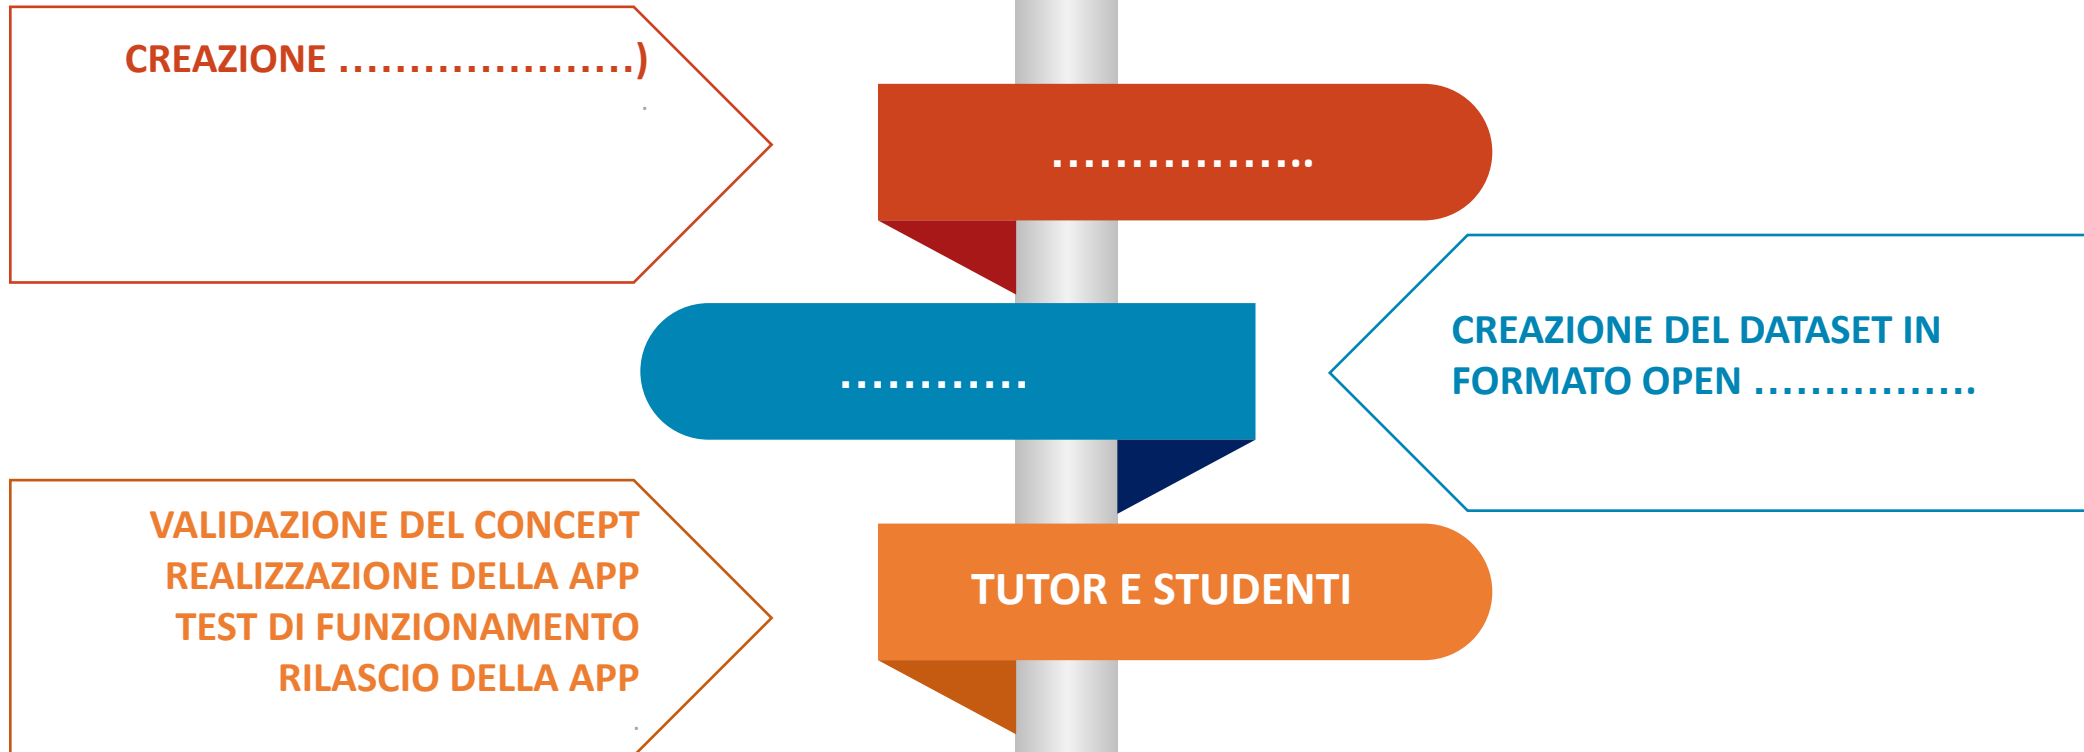 CREAZIONE …………………)
.
……………..
…………
CREAZIONE DEL DATASET IN
FORMATO OPEN …………….
VALIDAZIONE DEL CONCEPT
REALIZZAZIONE DELLA APP
TEST DI FUNZIONAMENTO
RILASCIO DELLA APP
.
TUTOR E STUDENTI